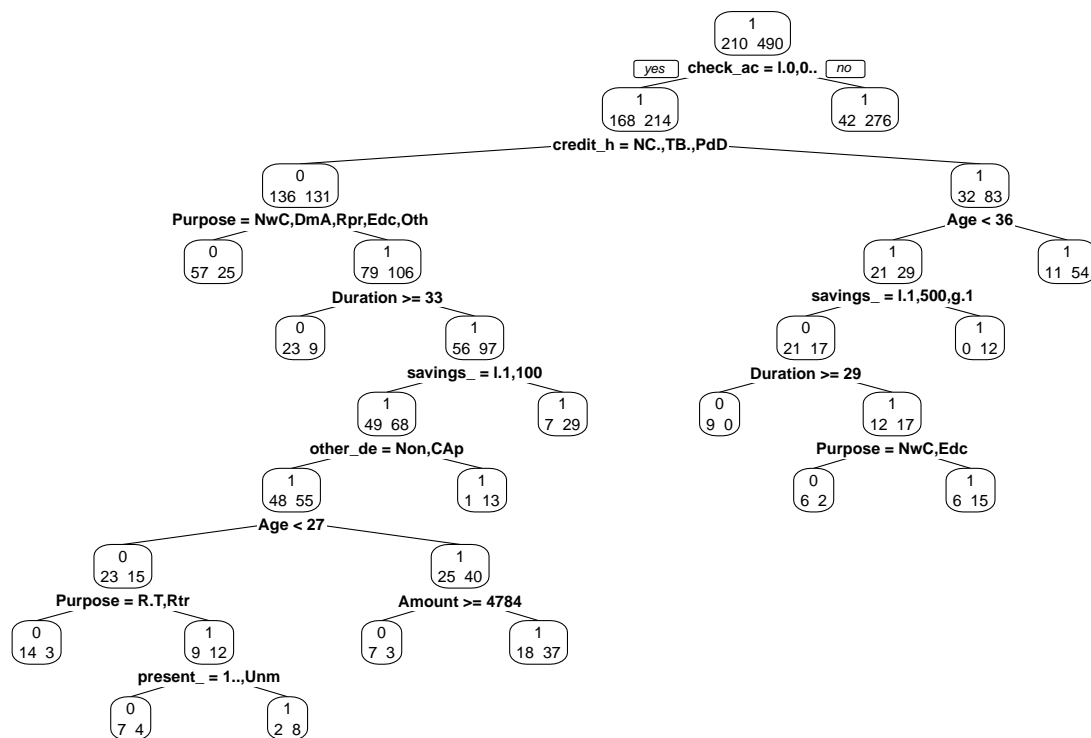 1
210 490
yes check_ac = l.0,0.. no
1 1
168 214 42 276
credit_h = NC.,TB.,PdD
0 1
136 131 32 83
Purpose = NwC,DmA,Rpr,Edc,Oth Age < 36
0 1 1 1
57 25 79 106 21 29 11 54
Duration >= 33 savings_ = l.1,500,g.1
0 1 0 1
23 9 56 97 21 17 0 12
savings_ = l.1,100 Duration >= 29
1 1 0 1
49 68 7 29 9 0 12 17
other_de = Non,CAp Purpose = NwC,Edc
1 1 0 1
48 55 1 13 6 2 6 15
Age < 27
0 1
23 15 25 40
Purpose = R.T,Rtr Amount >= 4784
0 1 0 1
14 3 9 12 7 3 18 37
present_ = 1..,Unm
0 1
7 4 2 8